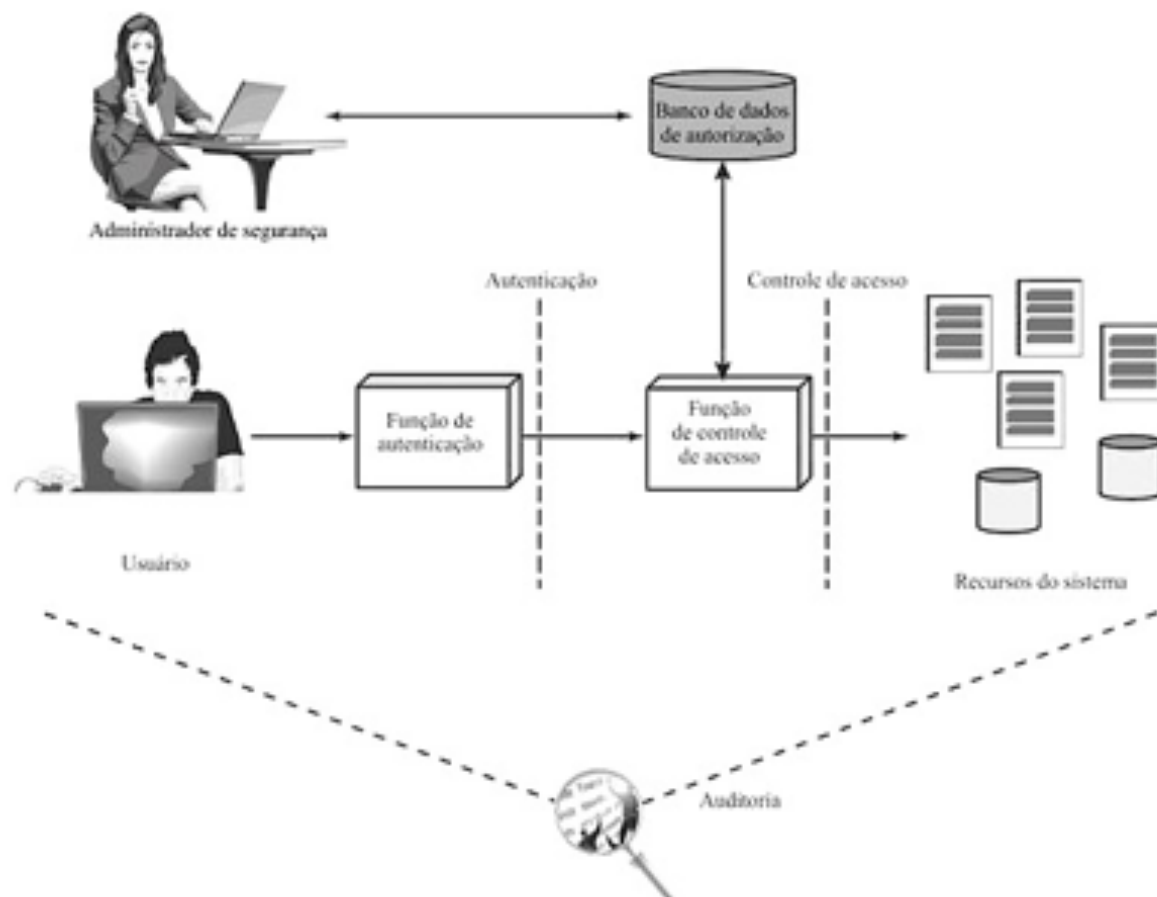 Banco de dados
de autorização
Administrador de segurança
Autenticação
Controle de acesso
Função de
autenticação
Função
de controle
de acesso
Usuário
Recursos do sistema
Auditoria